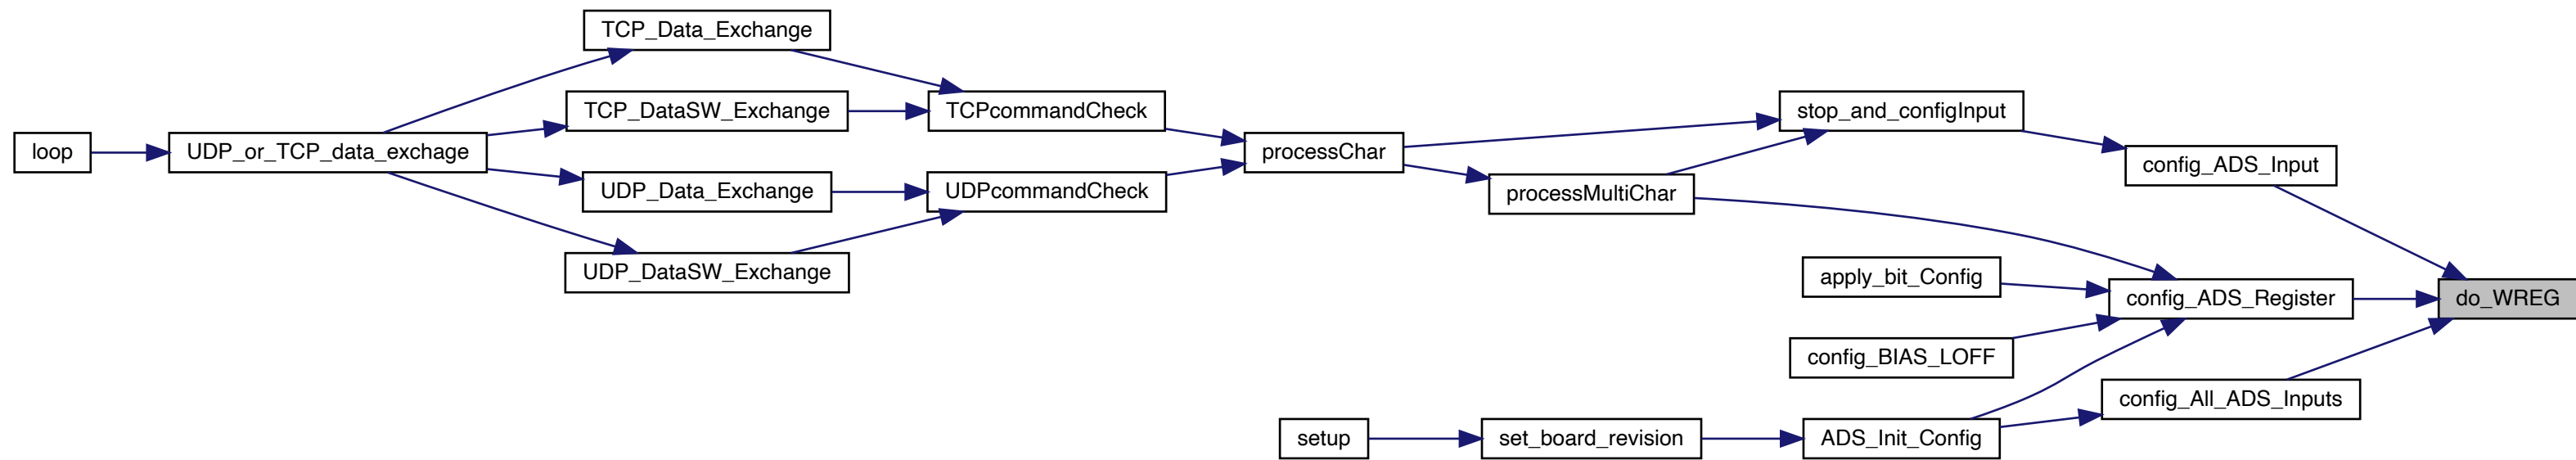 loop
UDP_or_TCP_data_exchage
TCP_Data_Exchange
TCP_DataSW_Exchange
UDP_Data_Exchange
UDP_DataSW_Exchange
TCPcommandCheck
UDPcommandCheck
processChar
processMultiChar
stop_and_configInput
config_ADS_Input
apply_bit_Config
config_ADS_Register
do_WREG
config_BIAS_LOFF
config_All_ADS_Inputs
setup
set_board_revision
ADS_Init_Config